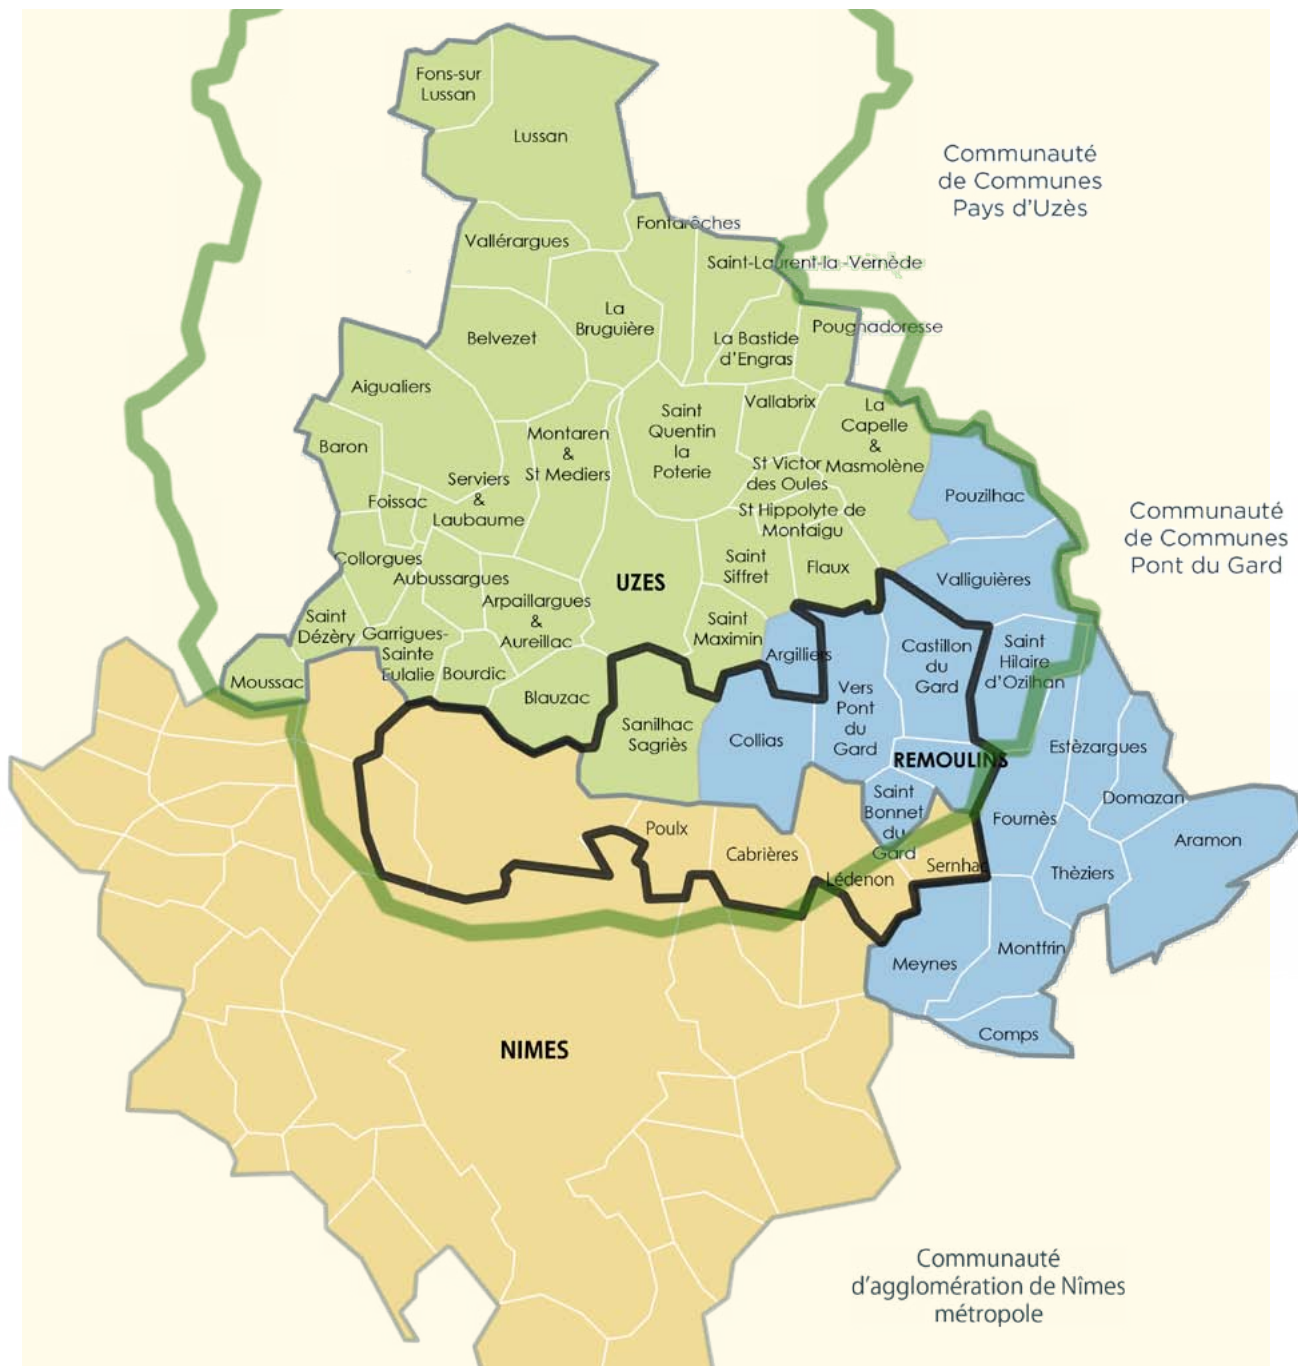 Fons-sur
Lussan
Lussan
Communauté
de Communes
Pays d'Uzès
Fontarêches
Vallérargues
Saint-Laurent-la -Vernède
La
Bruguière
Belvezet
La Bastide
d'Engras
Pougnadoresse
Aigualiers
Saint
Quentin
la
Poterie
Vallabrix
La
Capelle
&
Masmolène
Baron
Montaren
&
St Mediers
Serviers
&
Laubaume
St Victor
des Oules
Foissac
Pouzilhac
Communauté
de Communes
Pont du Gard
St Hippolyte de
Montaigu
Collorgues
Aubussargues
Saint
Siffret
Flaux
Valliguières
UZES
Arpaillargues
&
Aureillac
Saint
Dézèry
Garrigues-
Sainte
Eulalie
Saint
Maximin
Argilliers
Castillon
du
Gard
Saint
Hilaire
d'Ozilhan
Moussac
Bourdic
Blauzac
Vers
Pont
du
Gard
Sanilhac
Sagriès
Collias
REMOULINS
Estèzargues
Saint
Bonnet
du
Gard
Domazan
Fournès
Aramon
Poulx
Cabrières
Lédenon
Sernhac
Thèziers
Meynes
Montfrin
Comps
NIMES
Communauté
d'agglomération de Nîmes
métropole